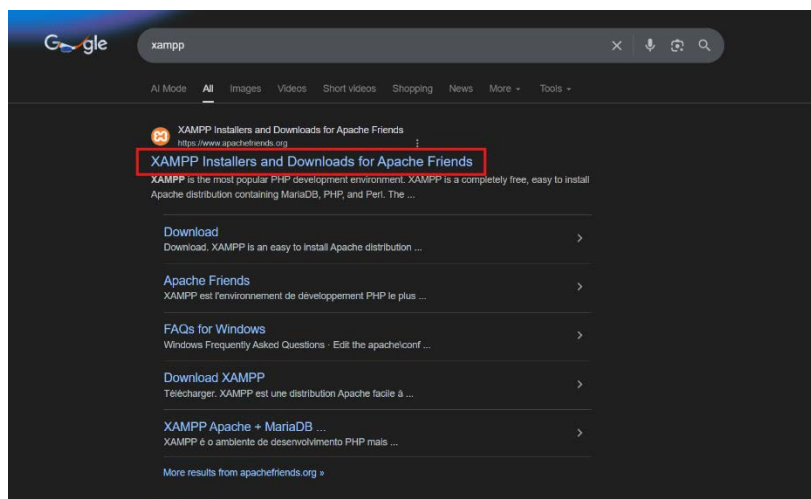 Google
xampp
AI Mode All Images Videos Short videos Shopping News More Tools
XAMPP Installers and Downloads for Apache Friends
https://www.apachefriends.org
XAMPP Installers and Downloads for Apache Friends
XAMPP is the most popular PHP development environment. XAMPP is a completely free, easy to install
Apache distribution containing MariaDB, PHP, and Perl. The ...
Download
Download. XAMPP is an easy to install Apache distribution ...
Apache Friends
XAMPP est l'environnement de développement PHP le plus ...
FAQs for Windows
Windows Frequently Asked Questions · Edit the apache\conf ...
Download XAMPP
Télécharger. XAMPP est une distribution Apache facile à ...
XAMPP Apache + MariaDB ...
XAMPP é o ambiente de desenvolvimento PHP mais ...
More results from apachefriends.org »